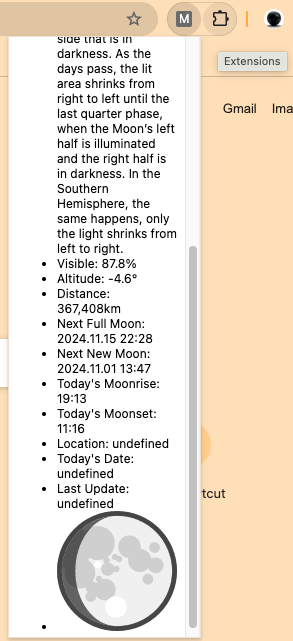 M
Extensions
Gmail Ima
side that is in
darkness. As the
days pass, the lit
area shrinks from
right to left until the
last quarter phase,
when the Moon's left
half is illuminated
and the right half is
in darkness. In the
Southern
Hemisphere, the
same happens, only
the light shrinks from
left to right.
Visible: 87.8%
Altitude: -4.6°
Distance:
367,408km
Next Full Moon:
2024.11.15 22:28
Next New Moon:
2024.11.01 13:47
Today's Moonrise:
19:13
Today's Moonset:
11:16
Location: undefined
Today's Date:
undefined
Last Update:
undefined
tcut